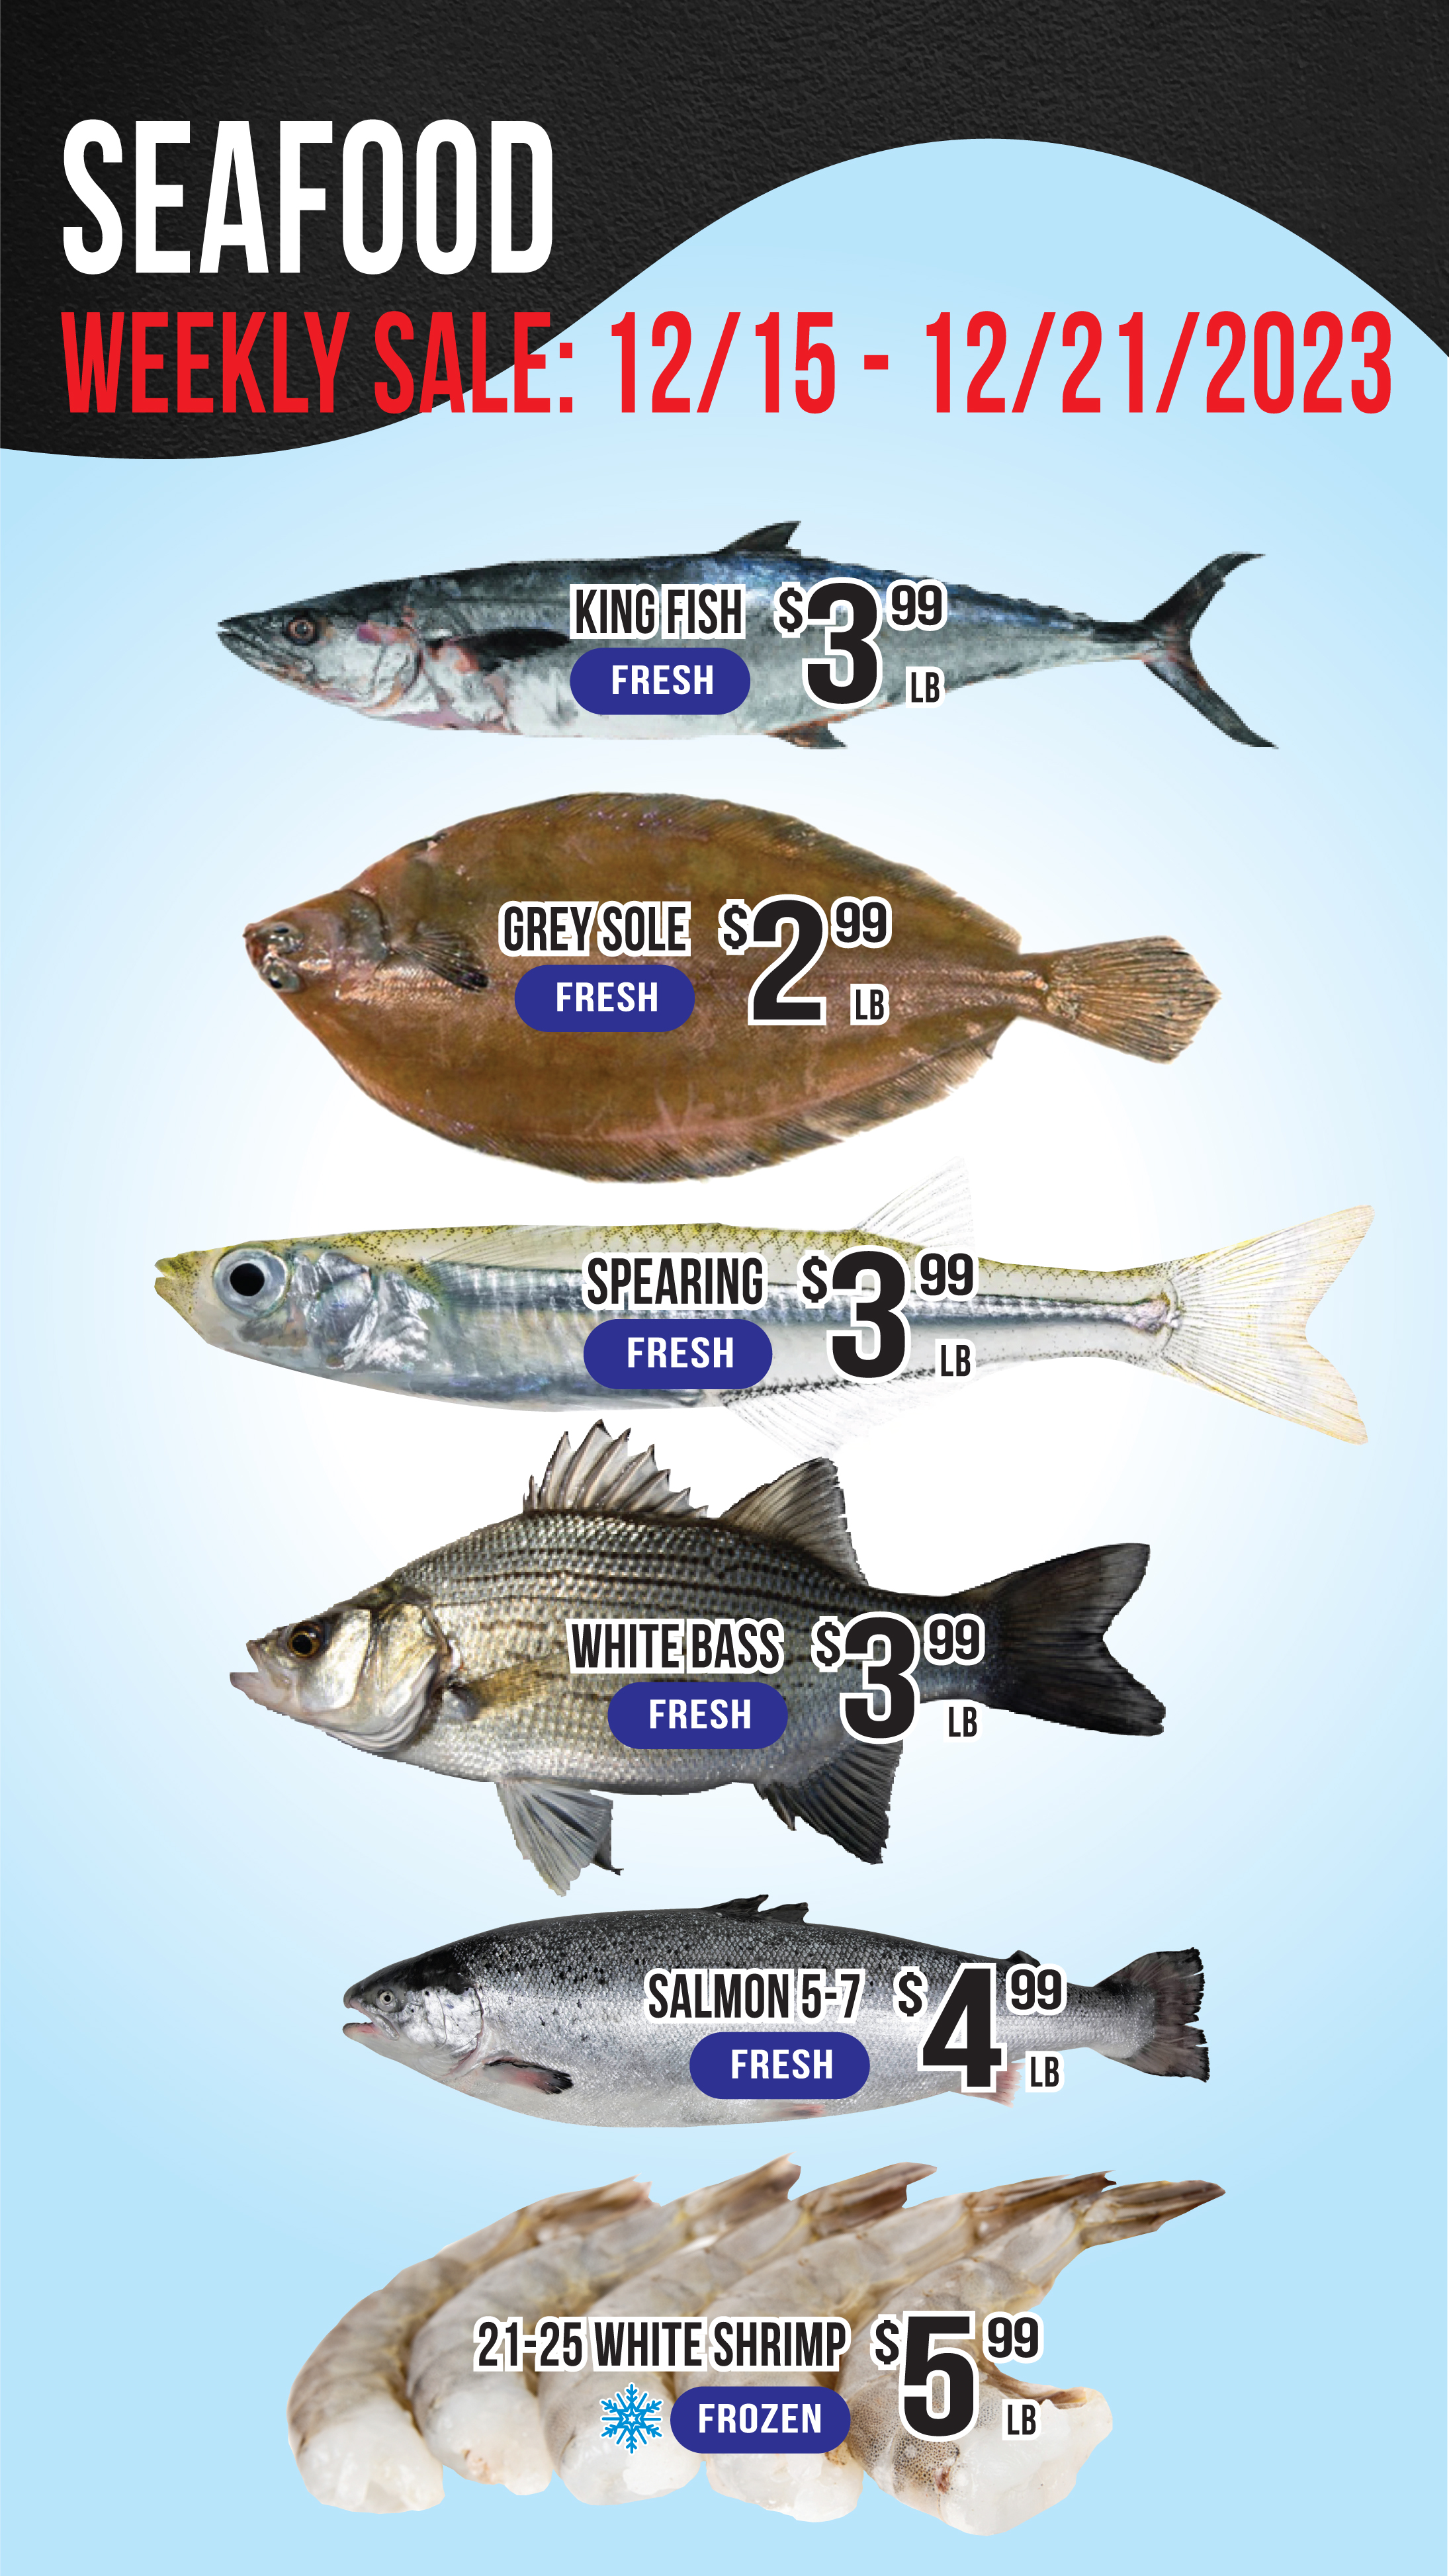 SEAFOOD
WEEKLY SALE: 12/15 - 12/21/2023
KING FISH $3 99
FRESH LB
GREY SOLE $2 99
FRESH LB
SPEARING $3 99
FRESH LB
WHITE BASS $3 99
FRESH LB
SALMON 5-7 $4 99
FRESH LB
21-25 WHITE SHRIMP $5 99
FROZEN LB